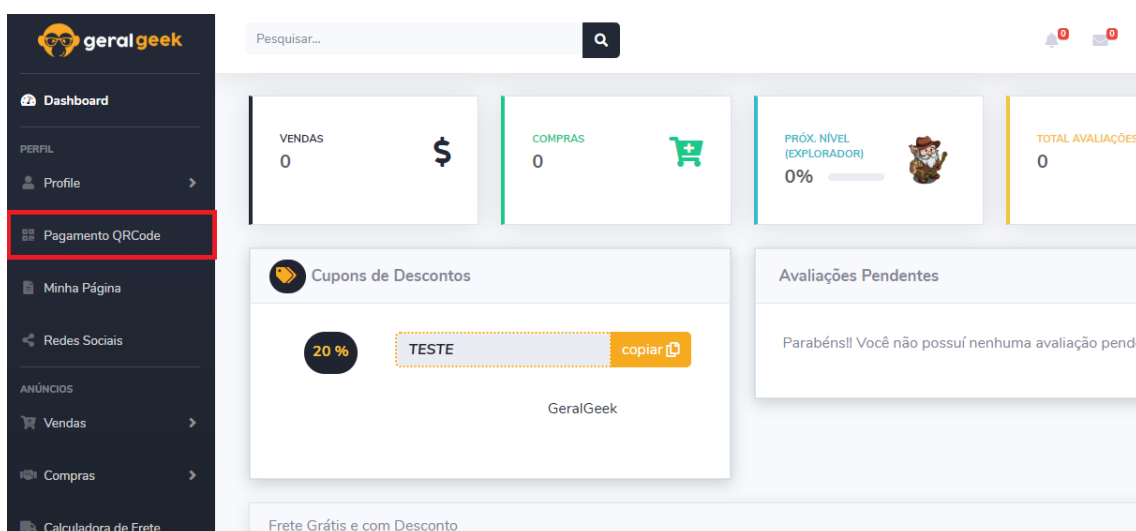 geralgeek
Pesquisar...
0
0
Dashboard
PERFIL
Profile
Pagamento QRCode
Minha Página
Redes Sociais
ANÚNCIOS
Vendas
Compras
Calculadora de Frete
VENDAS
0
COMPRAS
0
PRÓX. NÍVEL
(EXPLORADOR)
0%
TOTAL AVALIAÇÕES
0
Cupons de Descontos
20 %
TESTE
copiar
GeralGeek
Avaliações Pendentes
Parabéns!! Você não possuí nenhuma avaliação pend
Frete Grátis e com Desconto